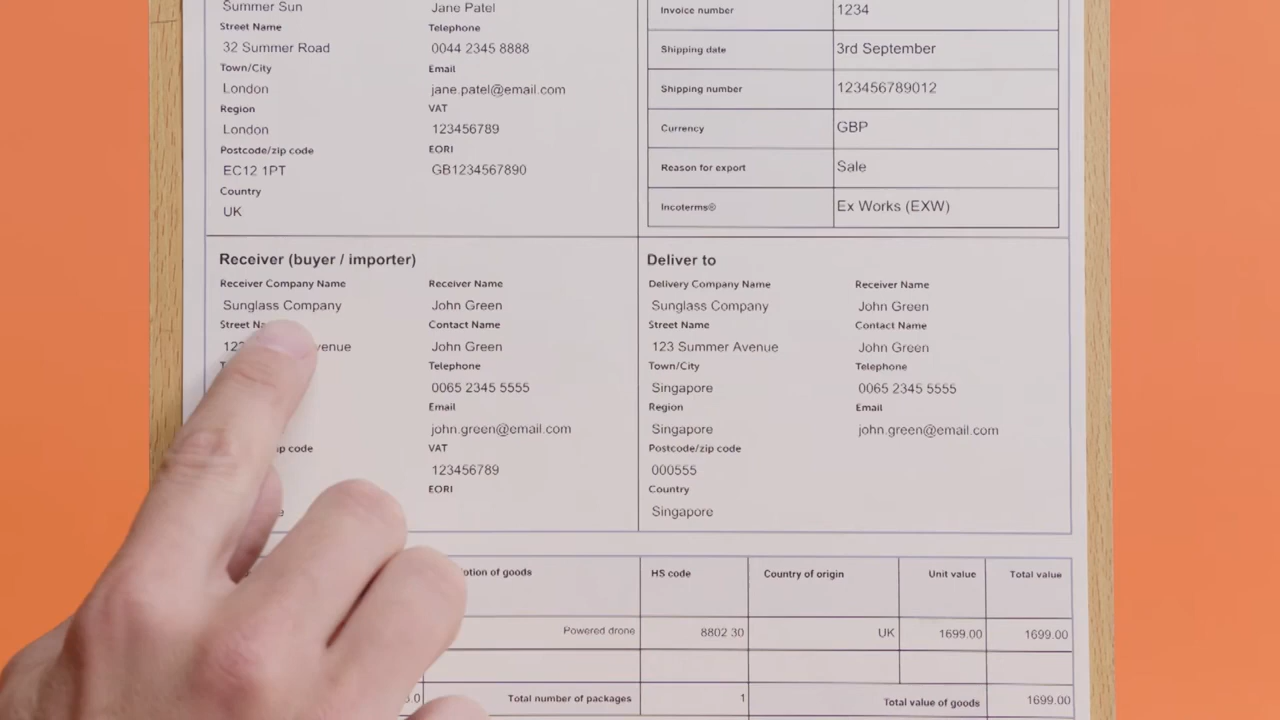 Summer Sun
Jane Patel
Street Name
Telephone
32 Summer Road
0044 2345 8888
Town/City
Email
London
jane.patel@email.com
Region
VAT
London
123456789
Postcode/zip code
EORI
EC12 1PT
GB1234567890
Country
UK
Invoice number 1234
Shipping date 3rd September
Shipping number 123456789012
Currency GBP
Reason for export Sale
Incoterms® Ex Works (EXW)
Receiver (buyer / importer)
Receiver Company Name
Receiver Name
Sunglass Company
John Green
Street
Contact Name
John Green
Telephone
0065 2345 5555
Email
john.green@email.com
code
VAT
123456789
EORI
Deliver to
Delivery Company Name
Receiver Name
Sunglass Company
John Green
Street Name
Contact Name
123 Summer Avenue
John Green
Town/City
Telephone
Singapore
0065 2345 5555
Region
Email
Singapore
john.green@email.com
Postcode/zip code
000555
Country
Singapore
of goods HS code Country of origin Unit value Total value
Powered drone 8802 30 UK 1699.00 1699.00
Total number of packages 1 Total value of goods 1699.00